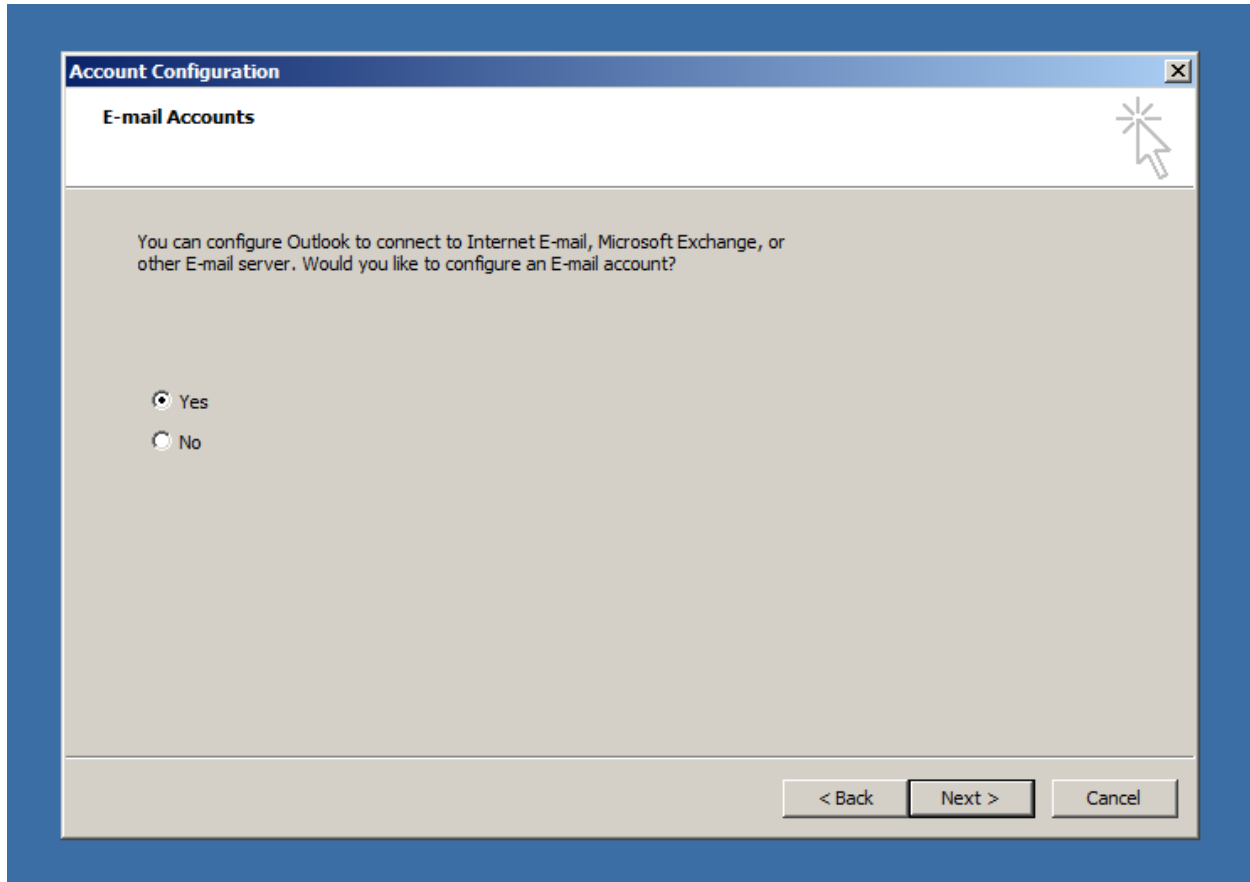 Account Configuration
E-mail Accounts
You can configure Outlook to connect to Internet E-mail, Microsoft Exchange, or
other E-mail server. Would you like to configure an E-mail account?
Yes
No
< Back Next > Cancel